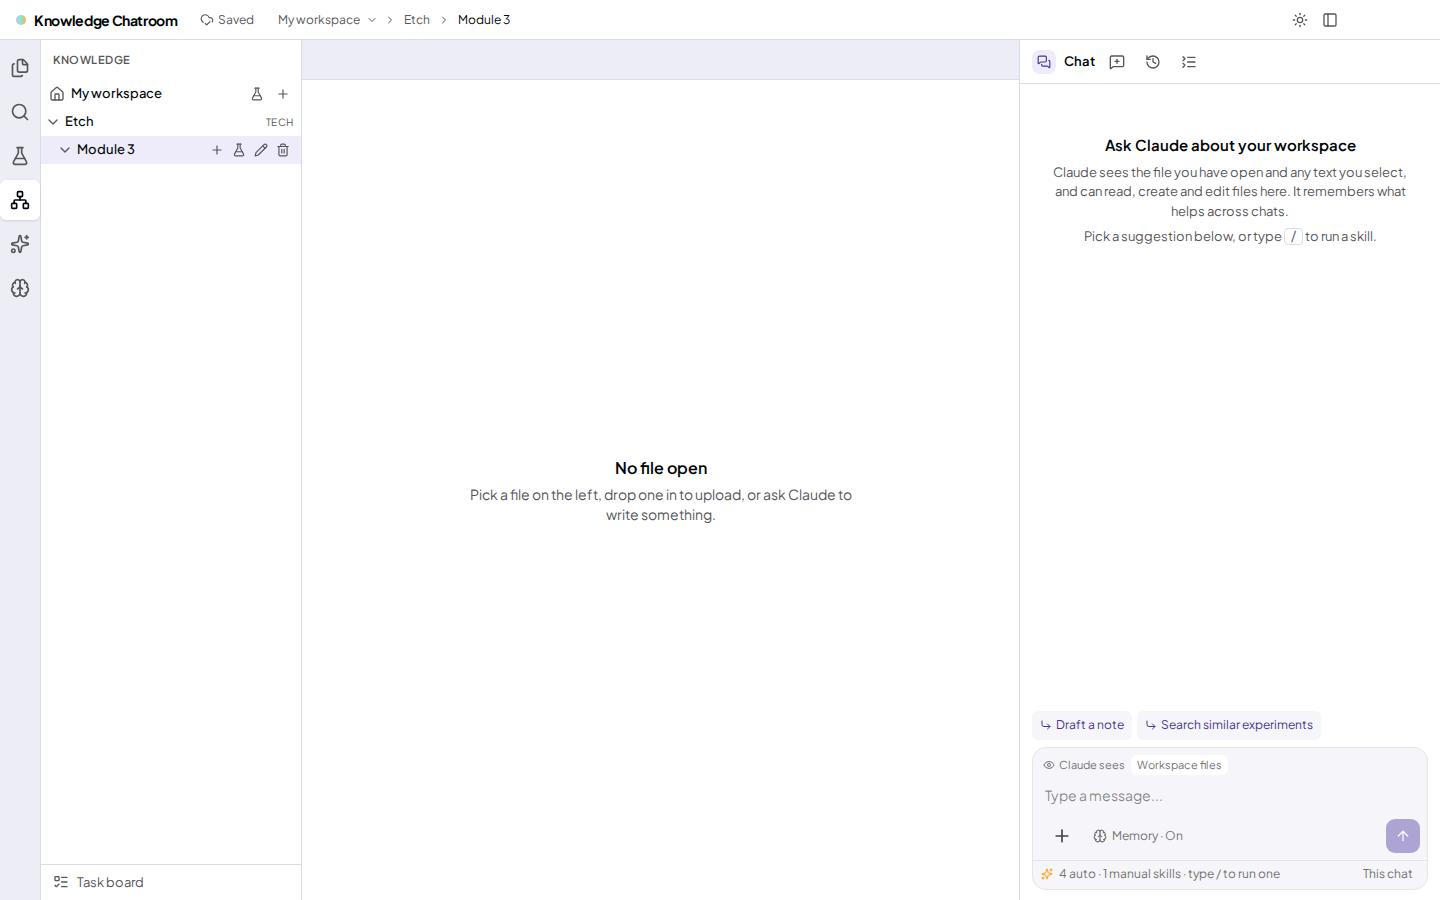 Knowledge Chatroom
Saved
My workspace
Etch
Module 3
KNOWLEDGE
My workspace
Etch
TECH
Module 3
Task board
No file open
Pick a file on the left, drop one in to upload, or ask Claude to
write something.
Chat
Ask Claude about your workspace
Claude sees the file you have open and any text you select,
and can read, create and edit files here. It remembers what
helps across chats.
Pick a suggestion below, or type / to run a skill.
Draft a note
Search similar experiments
Claude sees Workspace files
Type a message...
Memory · On
4 auto · 1 manual skills · type / to run one
This chat